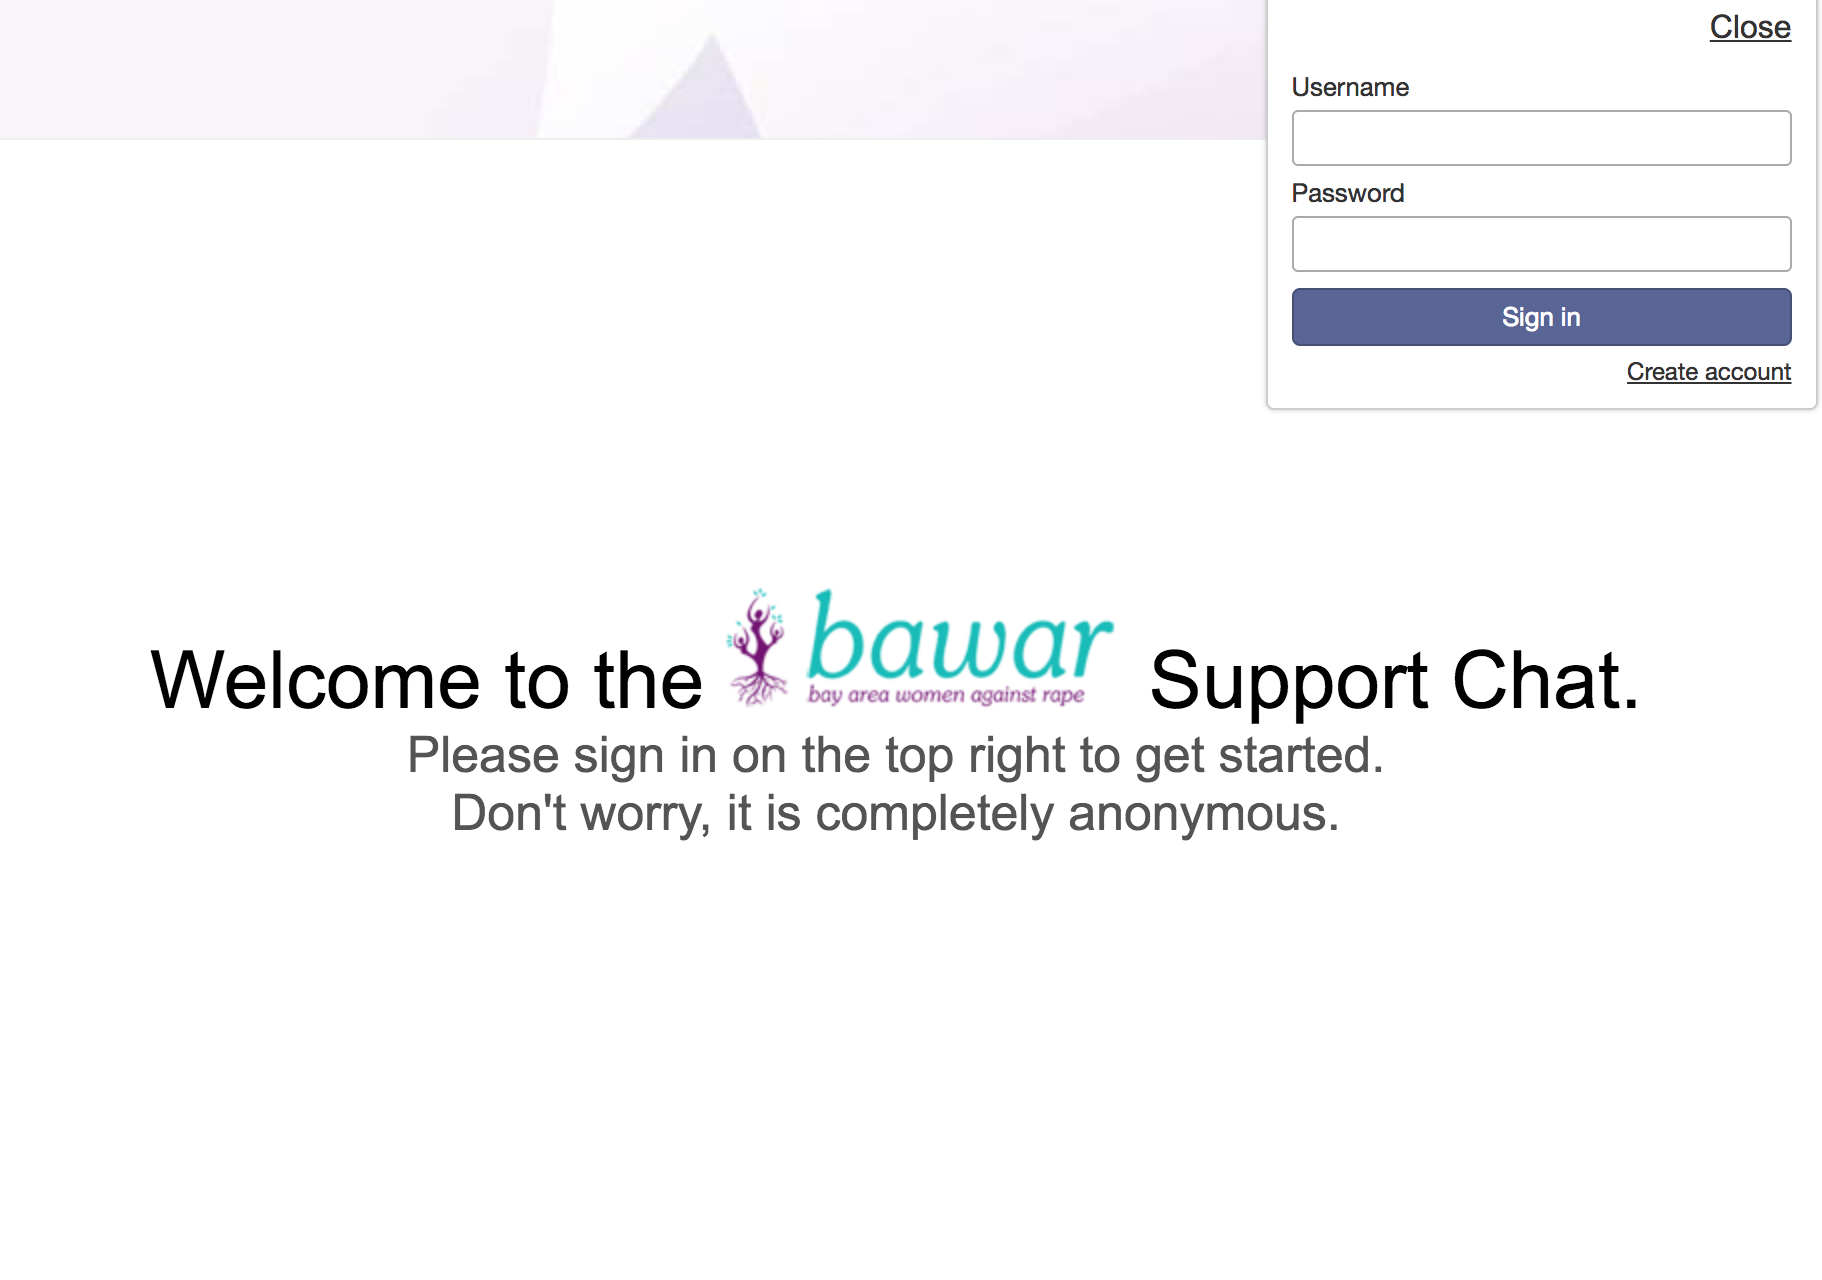 Close
Username
Password
Sign in
Create account
Welcome to the bawar Support Chat.
bay area women against rape
Please sign in on the top right to get started.
Don't worry, it is completely anonymous.